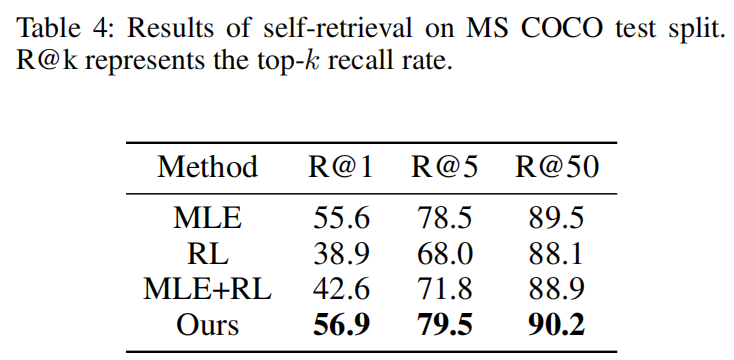 Table 4: Results of self-retrieval on MS COCO test split.
R@k represents the top-k recall rate.
Method R@1 R@5 R@50
MLE 55.6 78.5 89.5
RL 38.9 68.0 88.1
MLE+RL 42.6 71.8 88.9
Ours 56.9 79.5 90.2